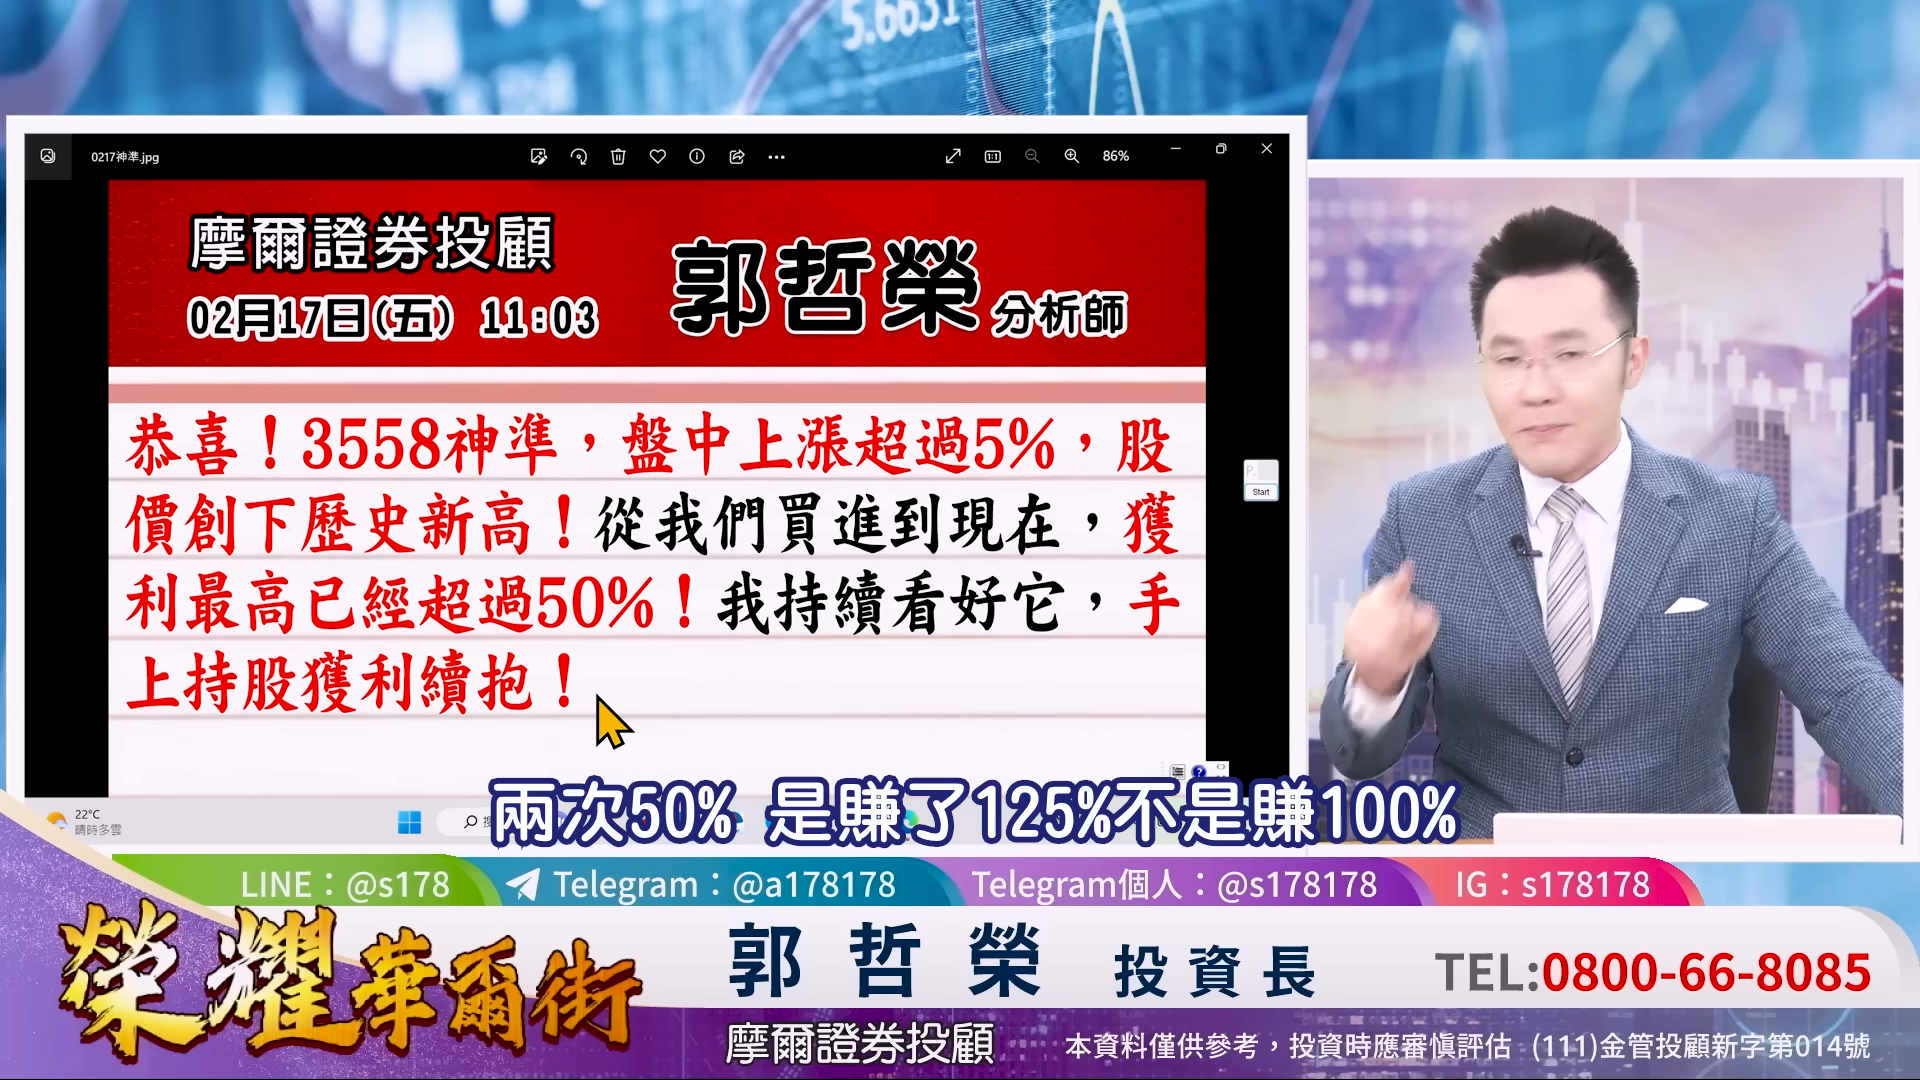 5.6631
0217神準.jpg
86%
摩爾證券投顧
02月17日(五) 11:03
郭哲榮分析師
恭喜！3558神準，盤中上漲超過5%，股
價創下歷史新高！從我們買進到現在，獲
利最高已經超過50%！我持續看好它，手
上持股獲利續抱！
P.
Start
22°C
晴時多雲
兩次50% 是賺了125%不是賺100%
LINE：@s178
Telegram：@a178178
Telegram個人：@s178178
IG：s178178
榮耀華爾街
郭哲榮 投資長
TEL:0800-66-8085
摩爾證券投顧
本資料僅供參考，投資時應審慎評估 (111)金管投顧新字第014號